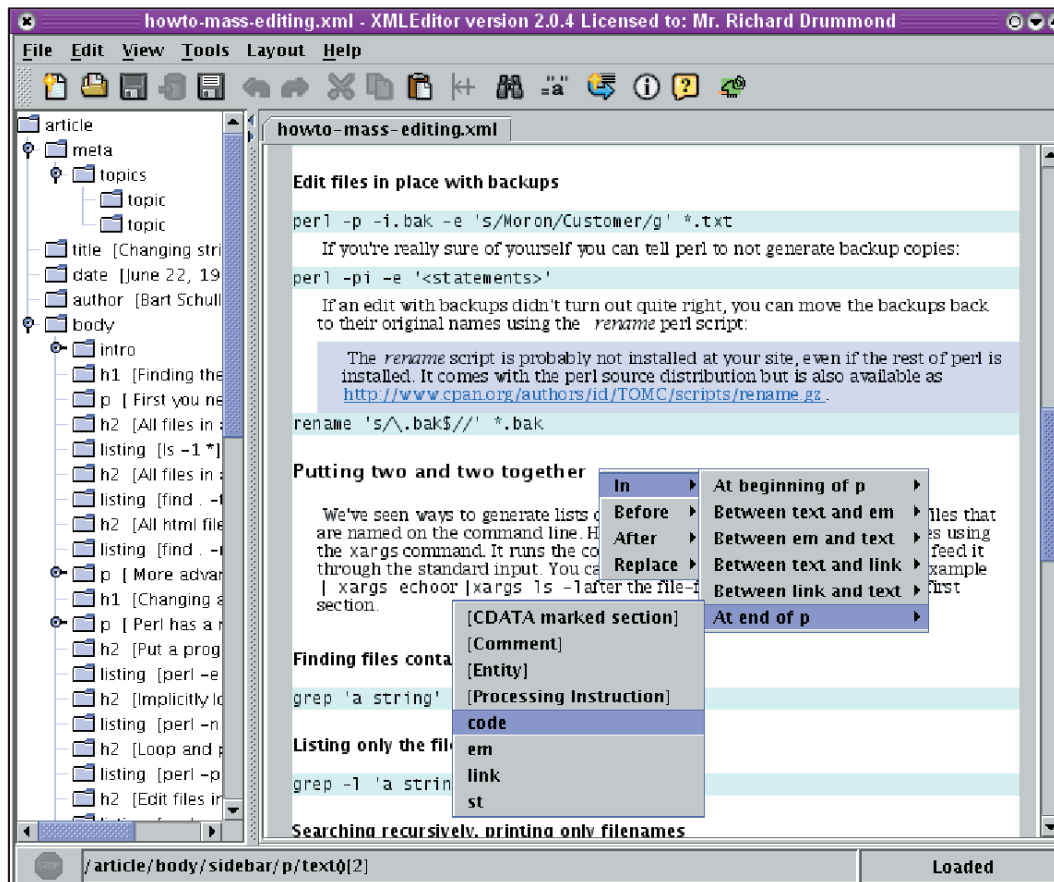 howto-mass-editing.xml - XMLEditor version 2.0.4 Licensed to: Mr. Richard Drummond
File Edit View Tools Layout Help
article
meta
topics
topic
topic
title [Changing stri
date [June 22, 19
author [Bart Schull
body
intro
h1 [Finding the
p [ First you ne
h2 [All files in
listing [ls -1 *]
h2 [All files in
listing [find . -t
h2 [All html file
listing [find .
p [ More advar
h1 [Changing a
p [ Perl has a
h2 [Put a prog
listing [perl -e
h2 [Implicitly lo
listing [perl -n
h2 [Loop and
listing [perl -p
h2 [Edit files ir
howto-mass-editing.xml
Edit files in place with backups
perl -p -i.bak -e 's/Moron/Customer/g' *.txt
If you're really sure of yourself you can tell perl to not generate backup copies:
perl -pi -e '<statements>'
If an edit with backups didn't turn out quite right, you can move the backups back
to their original names using the rename perl script:
The rename script is probably not installed at your site, even if the rest of perl is
installed. It comes with the perl source distribution but is also available as
http://www.cpan.org/authors/id/TOMC/scripts/rename.gz .
rename 's/\.bak$//' *.bak
Putting two and two together
We've seen ways to generate lists
are named on the command line. H
the xargs command. It runs the co
through the standard input. You ca
| xargs echoor |xargs ls -lafter the file-f
section.
files that
es using
feed it
xample
first
In
Before
After
Replace
At beginning of p
Between text and em
Between em and text
Between text and link
Between link and text
At end of p
[CDATA marked section]
[Comment]
[Entity]
[Processing Instruction]
code
em
link
st
Finding files conta
grep 'a string'
Listing only the file
grep -l 'a strin
Searching recursively, printing only filenames
STOP
/article/body/sidebar/p/text()[2]
Loaded